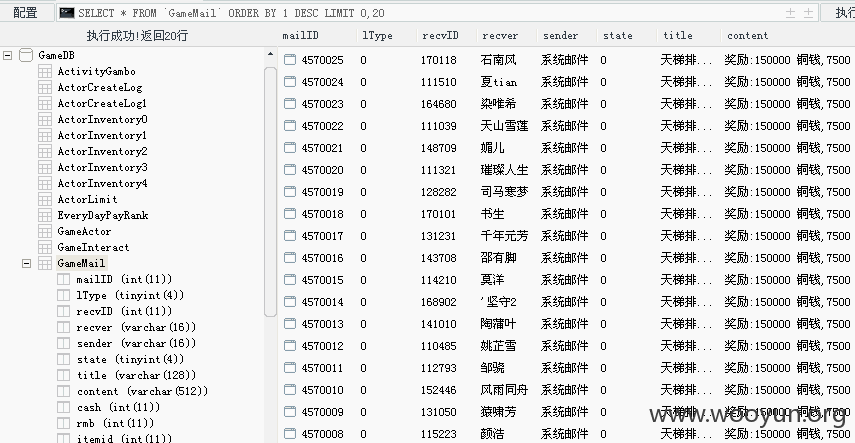 配置 SELECT * FROM `GameMail` ORDER BY 1 DESC LIMIT 0,20 执行
执行成功!返回20行
GameDB
ActivityGambo
ActorCreateLog
ActorCreateLog1
ActorInventory0
ActorInventory1
ActorInventory2
ActorInventory3
ActorInventory4
ActorLimit
EveryDayPayRank
GameActor
GameInteract
GameMail
mailID (int(11))
lType (tinyint(4))
recvID (int(11))
recver (varchar(16))
sender (varchar(16))
state (tinyint(4))
title (varchar(128))
content (varchar(512))
cash (int(11))
rmb (int(11))
itemid (int(11))
mailID lType recvID recver sender state title content
4570025 0 170118 石南风 系统邮件 0 天梯排... 奖励:150000 铜钱,7500
4570024 0 111510 夏tian 系统邮件 0 天梯排... 奖励:150000 铜钱,7500
4570023 0 164680 染唯希 系统邮件 0 天梯排... 奖励:150000 铜钱,7500
4570022 0 111039 天山雪莲 系统邮件 0 天梯排... 奖励:150000 铜钱,7500
4570021 0 148709 媚儿 系统邮件 0 天梯排... 奖励:150000 铜钱,7500
4570020 0 111321 璀璨人生 系统邮件 0 天梯排... 奖励:150000 铜钱,7500
4570019 0 128282 司马寒梦 系统邮件 0 天梯排... 奖励:150000 铜钱,7500
4570018 0 170101 书生 系统邮件 0 天梯排... 奖励:150000 铜钱,7500
4570017 0 131231 千年元芳 系统邮件 0 天梯排... 奖励:150000 铜钱,7500
4570016 0 143708 邵有脚 系统邮件 0 天梯排... 奖励:150000 铜钱,7500
4570015 0 114210 莫洋 系统邮件 0 天梯排... 奖励:150000 铜钱,7500
4570014 0 168902 '坚守2 系统邮件 0 天梯排... 奖励:150000 铜钱,7500
4570013 0 141010 陶蒲叶 系统邮件 0 天梯排... 奖励:150000 铜钱,7500
4570012 0 110485 姚芷雪 系统邮件 0 天梯排... 奖励:150000 铜钱,7500
4570011 0 112793 邹骁 系统邮件 0 天梯排... 奖励:150000 铜钱,7500
4570010 0 152446 风雨同舟 系统邮件 0 天梯排... 奖励:150000 铜钱,7500
4570009 0 131050 猿啸芳 系统邮件 0 天梯排... 奖励:150000 铜钱,7500
4570008 0 115223 颜浩 系统邮件 0 天梯排... 奖励:150000 铜钱,7500
www.wooyun.org